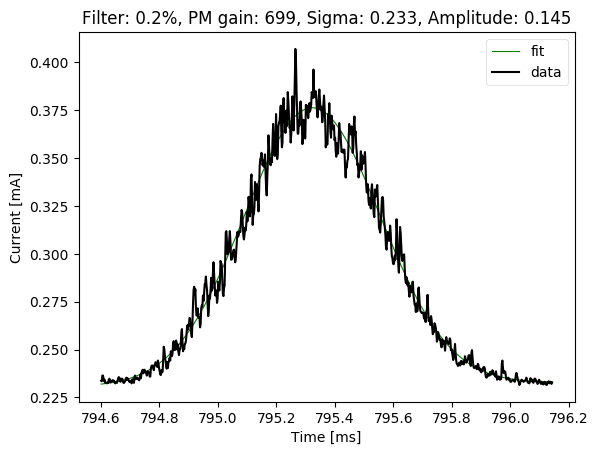 Filter: 0.2%, PM gain: 699, Sigma: 0.233, Amplitude: 0.145
fit
data
0.400
0.375
0.350
0.325
0.300
0.275
0.250
0.225
Current [mA]
794.6 794.8 795.0 795.2 795.4 795.6 795.8 796.0 796.2
Time [ms]